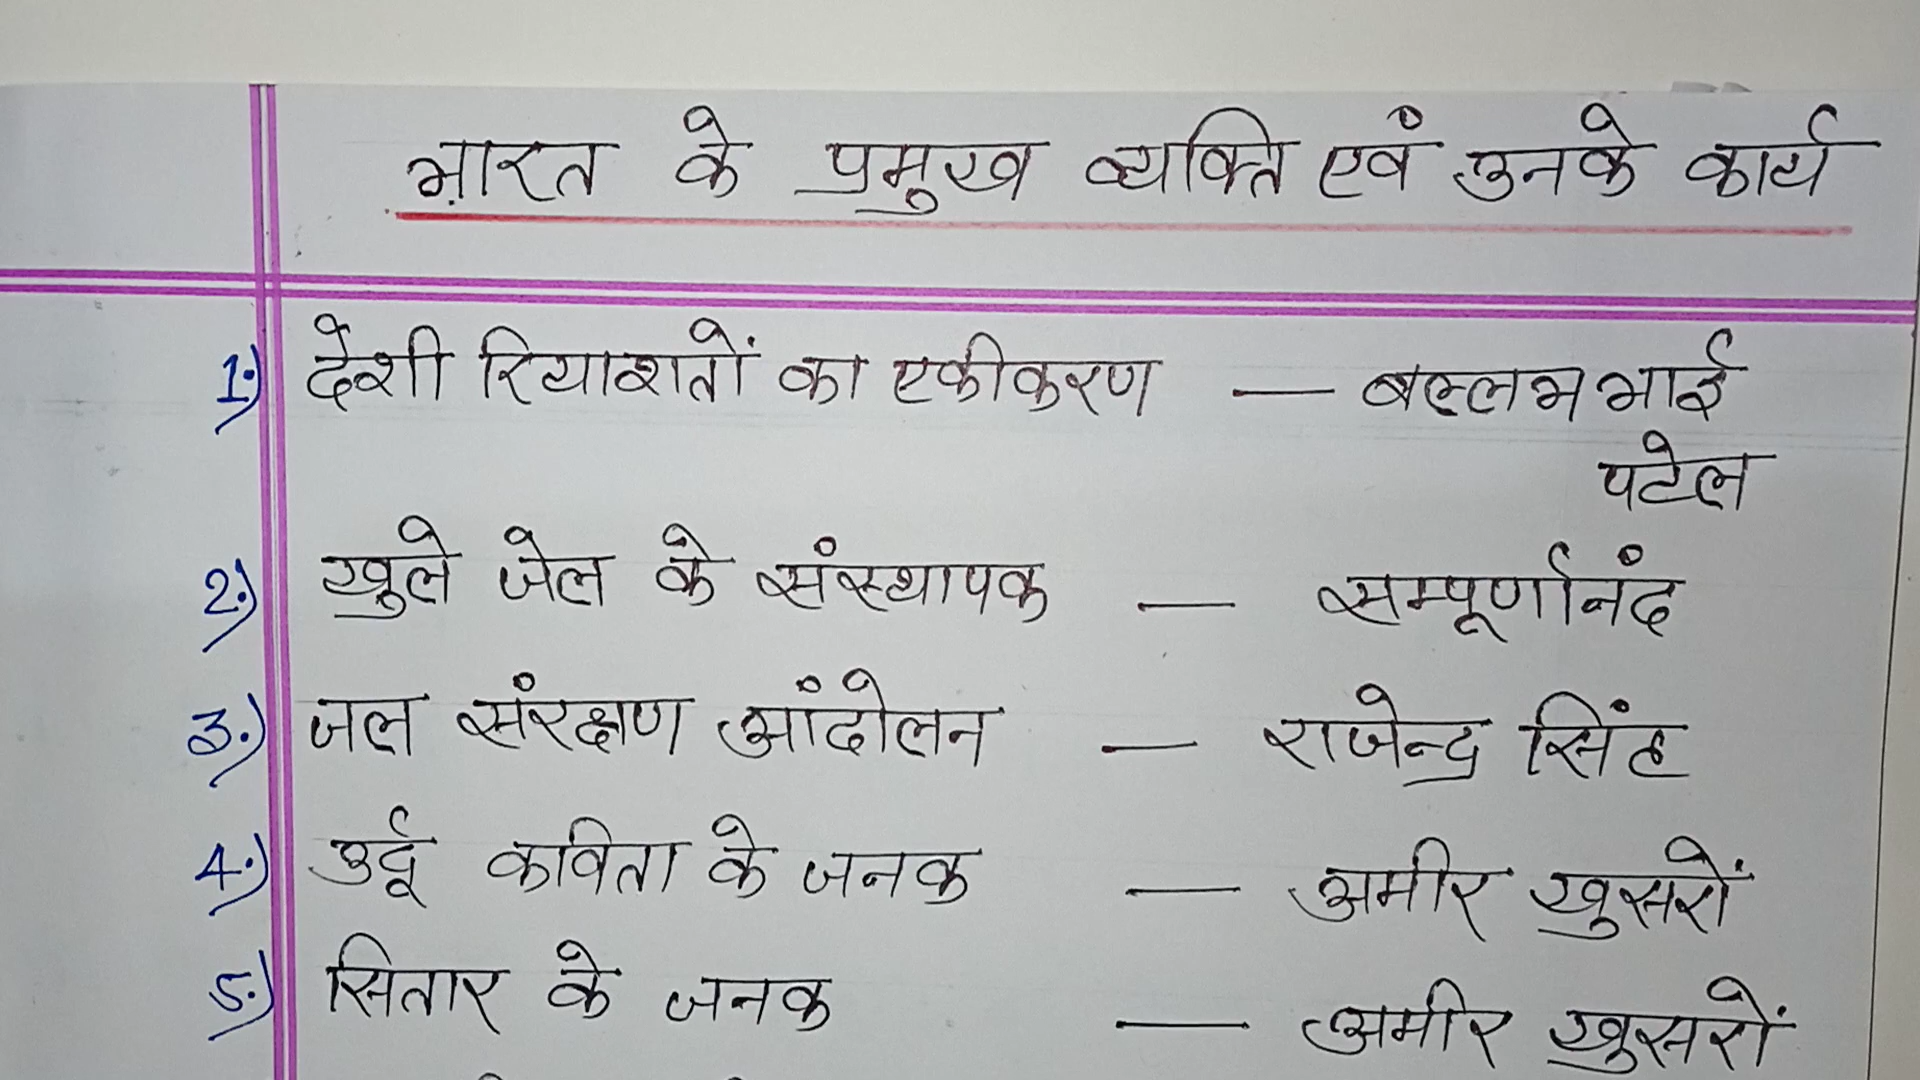 भारत के प्रमुख व्यक्ति एवं उनके कार्य
1.) देशी रियाशतों का एकीकरण — बल्लभ भाई
पटेल
2.) खुले जेल के संस्थापक — सम्पूर्णानंद
3.) जल संरक्षण आंदोलन — राजेन्द्र सिंह
4.) उर्दू कविता के जनक — अमीर खुसरों
5.) सितार के जनक — अमीर खुसरों